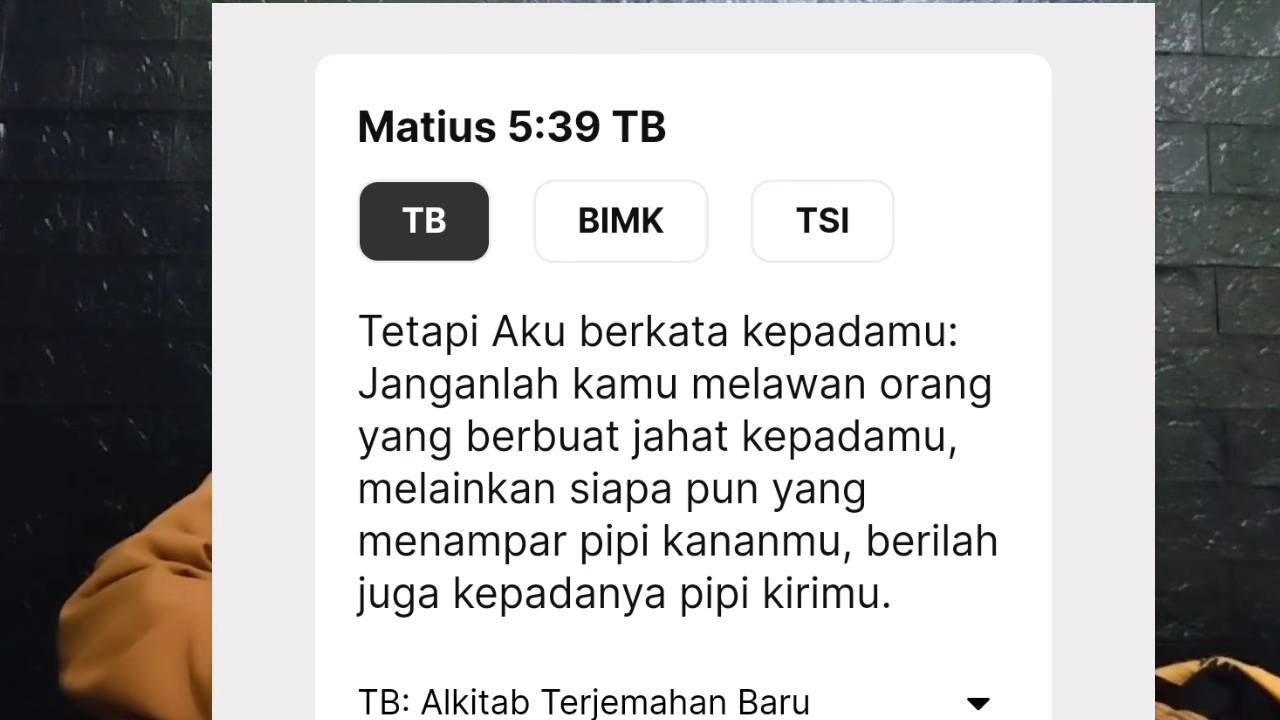 Matius 5:39 TB
TB BIMK TSI
Tetapi Aku berkata kepadamu:
Janganlah kamu melawan orang
yang berbuat jahat kepadamu,
melainkan siapa pun yang
menampar pipi kananmu, berilah
juga kepadanya pipi kirimu.
TB: Alkitab Terjemahan Baru